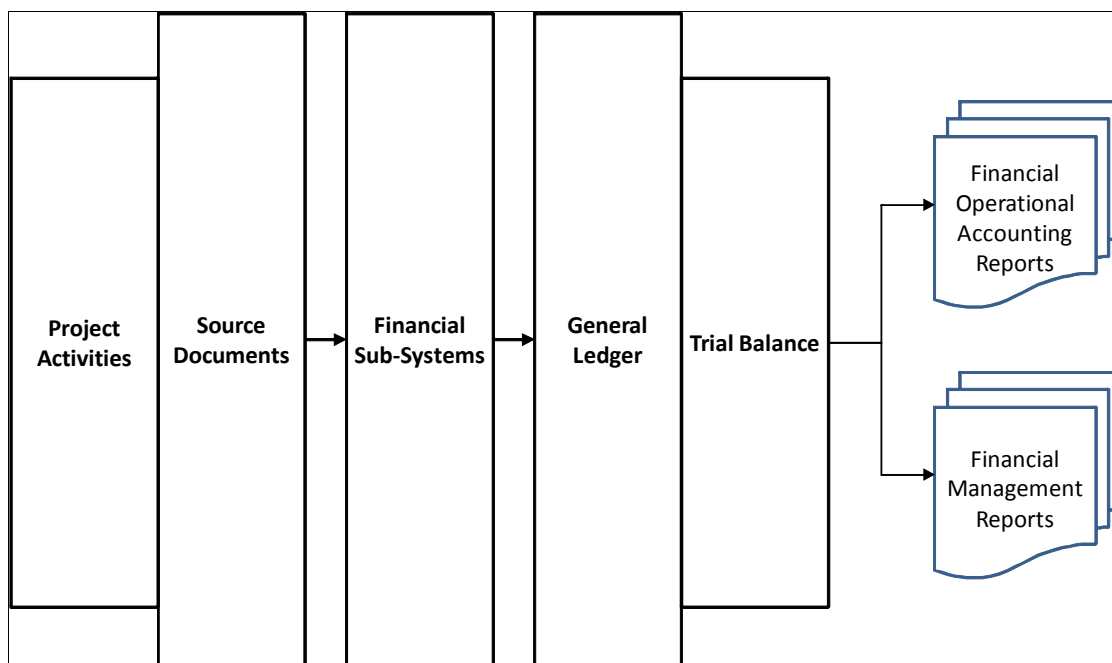 Project
Activities
Source
Documents
Financial
Sub-Systems
General
Ledger
Trial Balance
Financial
Operational
Accounting
Reports
Financial
Management
Reports